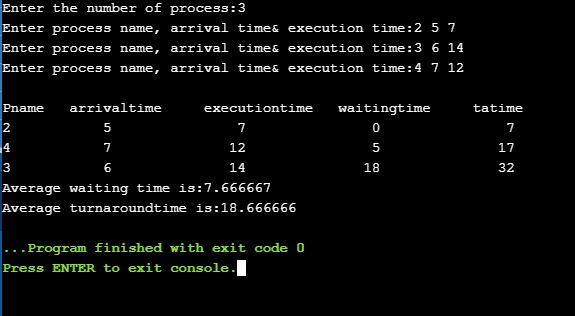 Enter the number of process:3
Enter process name, arrival time& execution time:2 5 7
Enter process name, arrival time& execution time:3 6 14
Enter process name, arrival time& execution time:4 7 12
Pname arrivaltime executiontime waitingtime tatime
2 5 7 0 7
4 7 12 5 17
3 6 14 18 32
Average waiting time is:7.666667
Average turnaroundtime is:18.666666
...Program finished with exit code 0
Press ENTER to exit console.